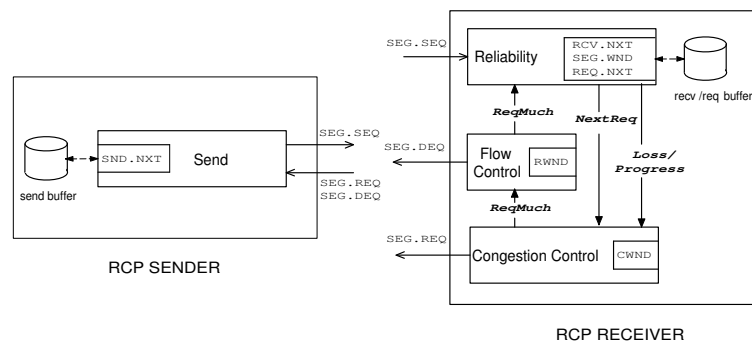 SEG.SEQ
Reliability
RCV.NXT
SEG.WND
REQ.NXT
recv /req buffer
ReqMuch
NextReq
SEG.SEQ
SEG.DEQ
Flow
Control
RWND
Loss/
Progress
SND.NXT
Send
send buffer
SEG.REQ
SEG.DEQ
ReqMuch
SEG.REQ
Congestion Control
CWND
RCP SENDER
RCP RECEIVER